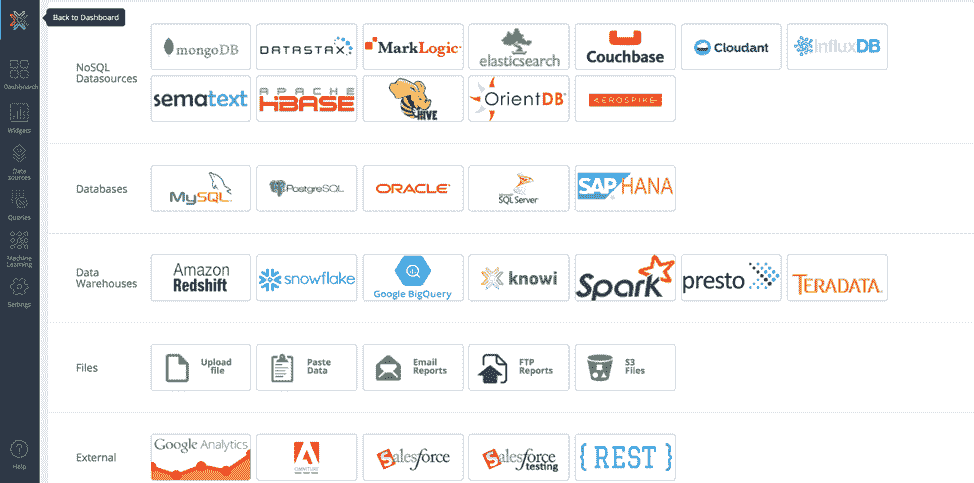 Back to Dashboard
Dashboards
Widgets
Data
sources
Queries
Machine
Learning
Settings
Help
NoSQL
Datasources
mongoDB
DATASTAX
MarkLogic
elasticsearch
Couchbase
Cloudant
influxDB
sematext
APACHE
HBASE
HIVE
OrientDB
AEROSPIKE
Databases
MySQL
PostgreSQL
ORACLE
SQL Server
SAP HANA
Data
Warehouses
Amazon
Redshift
snowflake
Google BigQuery
knowi
Spark
presto
TERADATA
Files
Upload
file
Paste
Data
Email
Reports
FTP
Reports
S3
Files
External
Google Analytics
OMNITURE
Salesforce
Salesforce
testing
{ REST }